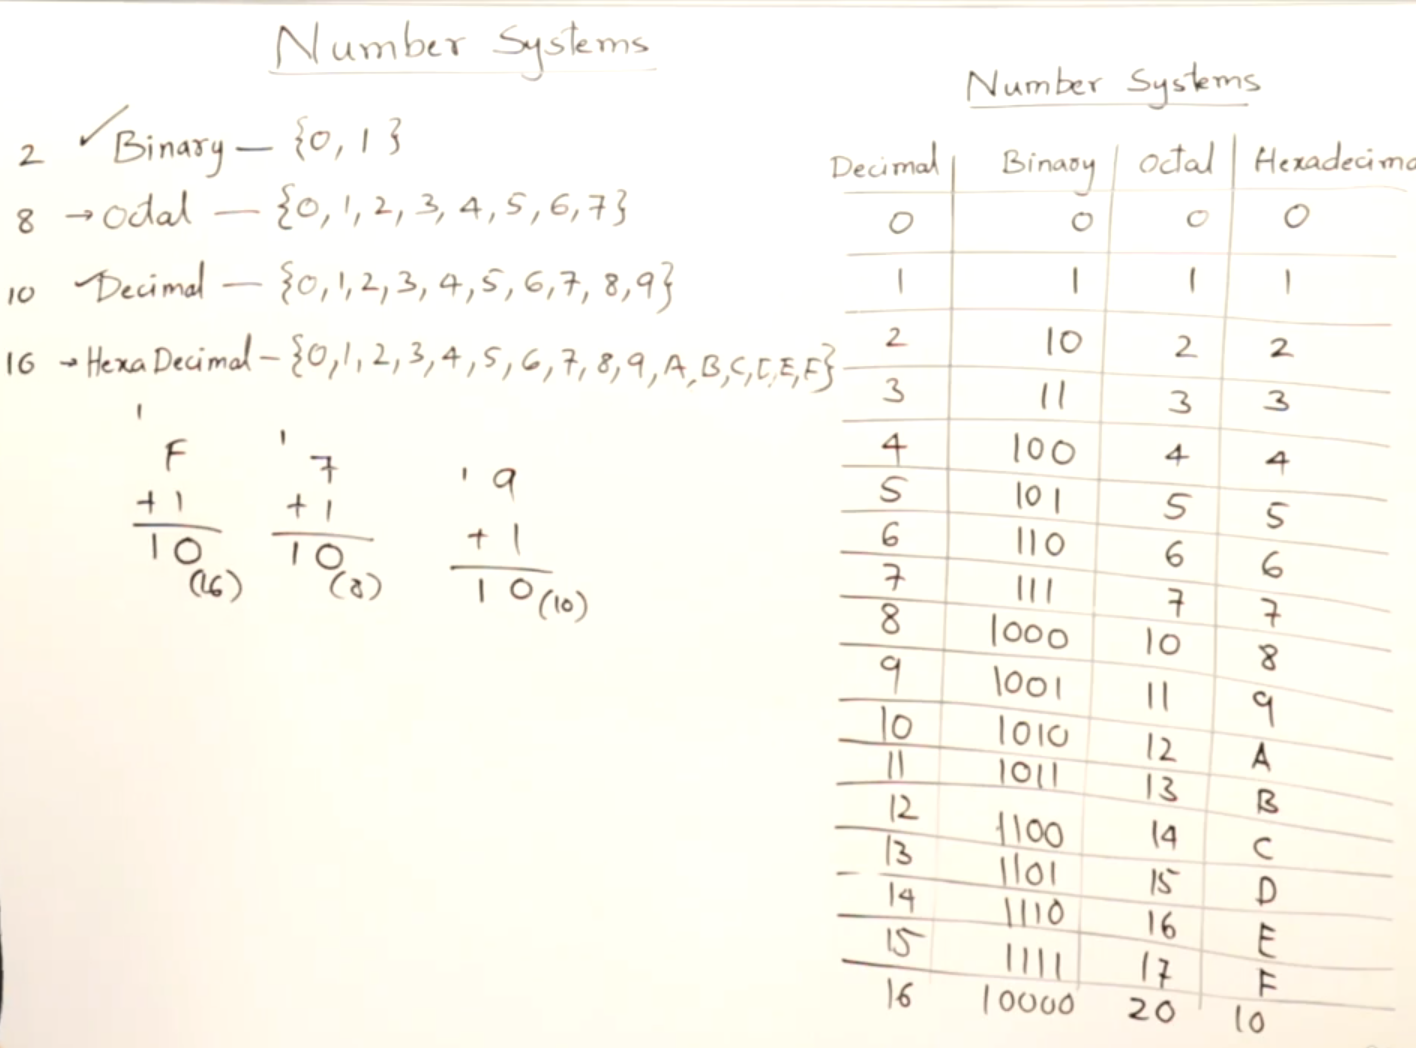 Number Systems
2 ✓Binary — {0, 1}
8 → Octal — {0, 1, 2, 3, 4, 5, 6, 7}
10 Decimal — {0, 1, 2, 3, 4, 5, 6, 7, 8, 9}
16 → Hexa Decimal — {0, 1, 2, 3, 4, 5, 6, 7, 8, 9, A, B, C, D, E, F}
1
F
+ 1
10 (16)
1
7
+ 1
10 (8)
1 9
+ 1
10 (10)
Number Systems
Decimal Binary Octal Hexadecima
0 0 0 0
1 1 1 1
2 10 2 2
3 11 3 3
4 100 4 4
5 101 5 5
6 110 6 6
7 111 7 7
8 1000 10 8
9 1001 11 9
10 1010 12 A
11 1011 13 B
12 1100 14 C
13 1101 15 D
14 1110 16 E
15 1111 17 F
16 10000 20 10